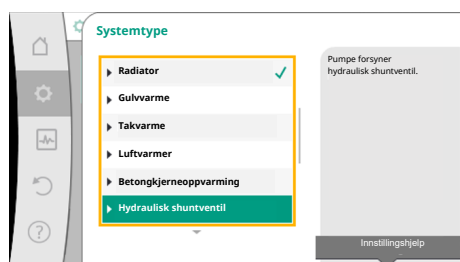 Systemtype
Radiator
Gulvvarme
Takvarme
Luftvarmer
Betongkjerneoppvarming
Hydraulisk shuntventil
Pumpe forsyner
hydraulisk shuntventil.
Innstillingshjelp